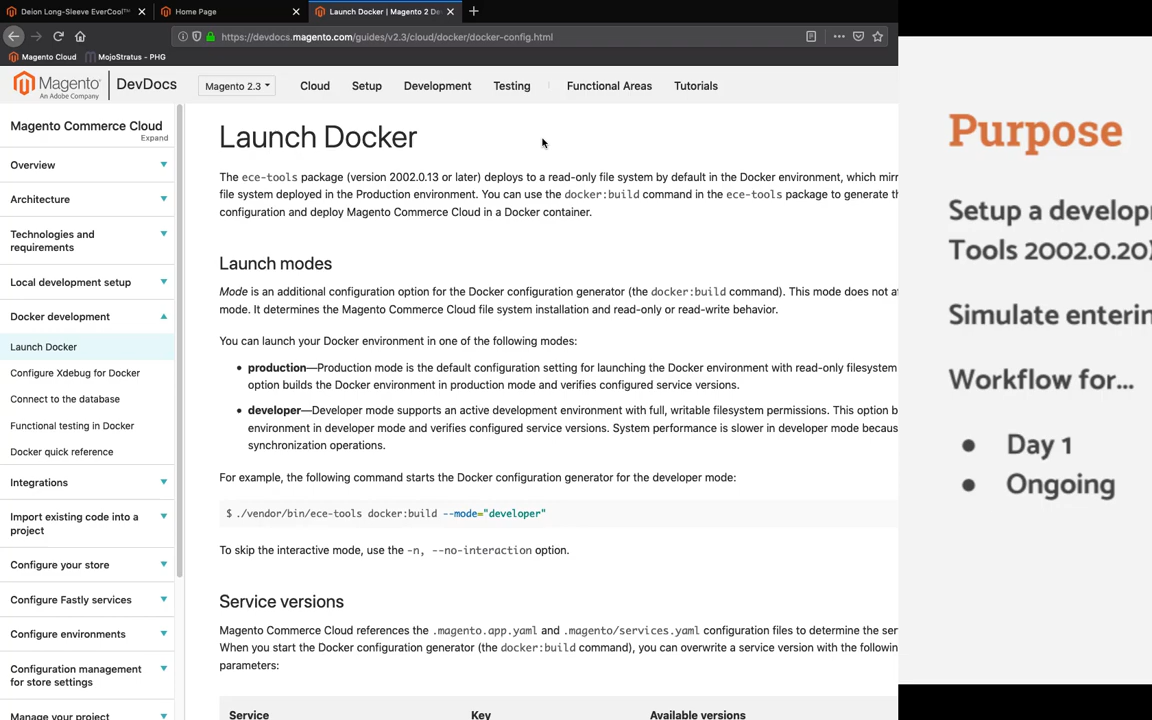 Deion Long-Sleeve EverCool™
Home Page
Launch Docker | Magento 2 De
https://devdocs.magento.com/guides/v2.3/cloud/docker/docker-config.html
Magento Cloud
MojoStratus - PHG
Magento
An Adobe Company
DevDocs
Magento 2.3
Cloud
Setup
Development
Testing
Functional Areas
Tutorials
Magento Commerce Cloud
Expand
Overview
Architecture
Technologies and
requirements
Local development setup
Docker development
Launch Docker
Configure Xdebug for Docker
Connect to the database
Functional testing in Docker
Docker quick reference
Integrations
Import existing code into a
project
Configure your store
Configure Fastly services
Configure environments
Configuration management
for store settings
Manage your project
Launch Docker
The ece-tools package (version 2002.0.13 or later) deploys to a read-only file system by default in the Docker environment, which mirr
file system deployed in the Production environment. You can use the docker:build command in the ece-tools package to generate th
configuration and deploy Magento Commerce Cloud in a Docker container.
Launch modes
Mode is an additional configuration option for the Docker configuration generator (the docker:build command). This mode does not af
mode. It determines the Magento Commerce Cloud file system installation and read-only or read-write behavior.
You can launch your Docker environment in one of the following modes:
• production—Production mode is the default configuration setting for launching the Docker environment with read-only filesystem
option builds the Docker environment in production mode and verifies configured service versions.
• developer—Developer mode supports an active development environment with full, writable filesystem permissions. This option b
environment in developer mode and verifies configured service versions. System performance is slower in developer mode becaus
synchronization operations.
For example, the following command starts the Docker configuration generator for the developer mode:
$ ./vendor/bin/ece-tools docker:build --mode="developer"
To skip the interactive mode, use the -n, --no-interaction option.
Service versions
Magento Commerce Cloud references the .magento.app.yaml and .magento/services.yaml configuration files to determine the ser
When you start the Docker configuration generator (the docker:build command), you can overwrite a service version with the followin
parameters:
Service Key Available versions
Purpose
Setup a develop
Tools 2002.0.20)
Simulate enterin
Workflow for...
● Day 1
● Ongoing